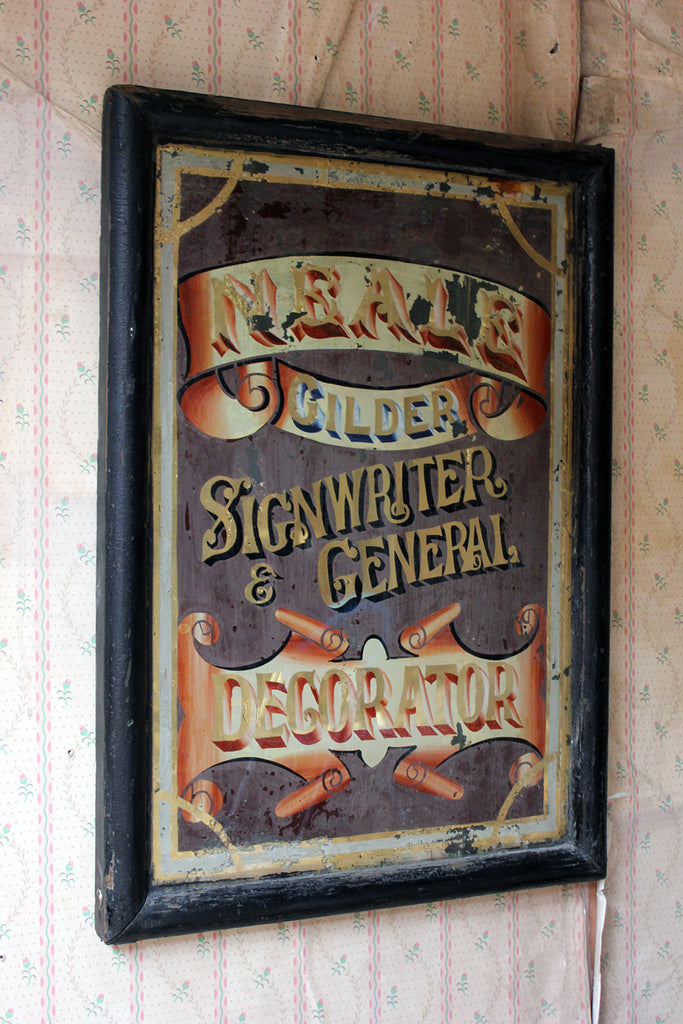 NEALE
GILDER
SIGNWRITER
& GENERAL
DECORATOR